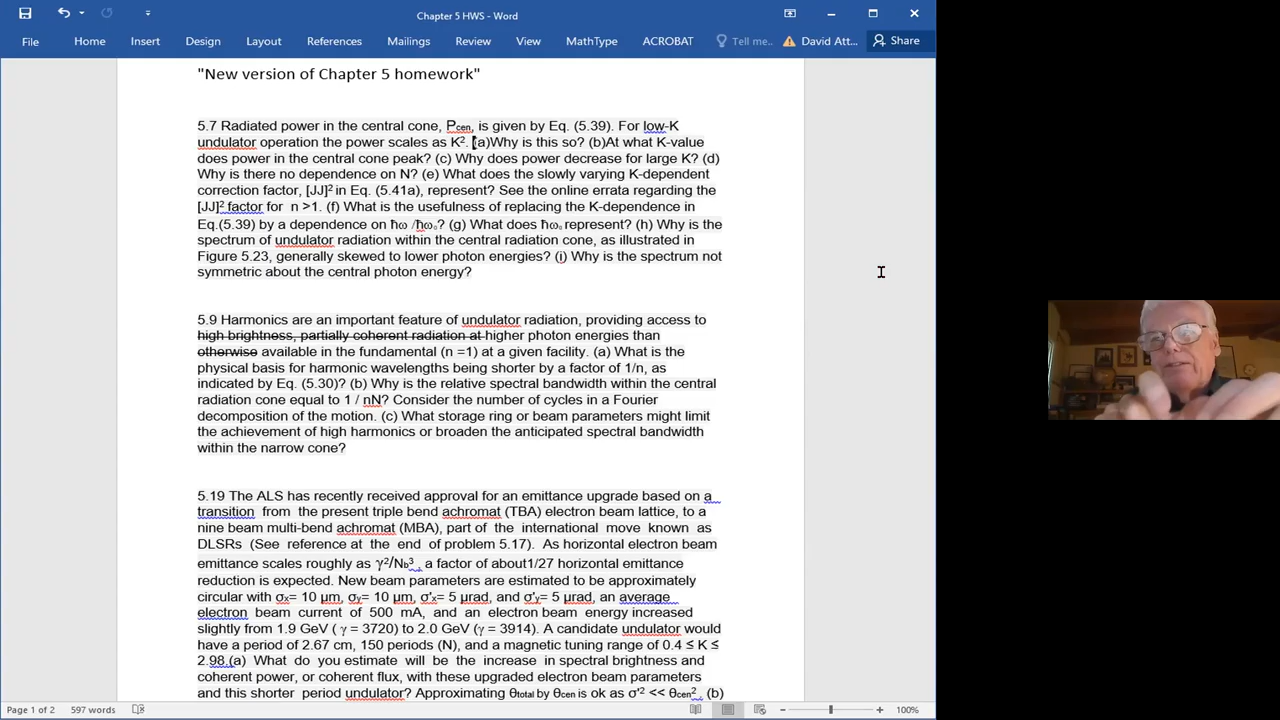 Chapter 5 HWS - Word
File Home Insert Design Layout References Mailings Review View MathType ACROBAT Tell me.. David Att... Share
"New version of Chapter 5 homework"
5.7 Radiated power in the central cone, Pcen, is given by Eq. (5.39). For low-K
undulator operation the power scales as K². (a)Why is this so? (b)At what K-value
does power in the central cone peak? (c) Why does power decrease for large K? (d)
Why is there no dependence on N? (e) What does the slowly varying K-dependent
correction factor, [JJ]² in Eq. (5.41a), represent? See the online errata regarding the
[JJ]² factor for n >1. (f) What is the usefulness of replacing the K-dependence in
Eq.(5.39) by a dependence on ħω /ħω₀? (g) What does ħω₀ represent? (h) Why is the
spectrum of undulator radiation within the central radiation cone, as illustrated in
Figure 5.23, generally skewed to lower photon energies? (i) Why is the spectrum not
symmetric about the central photon energy?
5.9 Harmonics are an important feature of undulator radiation, providing access to
high brightness, partially coherent radiation at higher photon energies than
otherwise available in the fundamental (n =1) at a given facility. (a) What is the
physical basis for harmonic wavelengths being shorter by a factor of 1/n, as
indicated by Eq. (5.30)? (b) Why is the relative spectral bandwidth within the central
radiation cone equal to 1 / nN? Consider the number of cycles in a Fourier
decomposition of the motion. (c) What storage ring or beam parameters might limit
the achievement of high harmonics or broaden the anticipated spectral bandwidth
within the narrow cone?
5.19 The ALS has recently received approval for an emittance upgrade based on a
transition from the present triple bend achromat (TBA) electron beam lattice, to a
nine beam multi-bend achromat (MBA), part of the international move known as
DLSRs (See reference at the end of problem 5.17). As horizontal electron beam
emittance scales roughly as γ²/Nb³, a factor of about1/27 horizontal emittance
reduction is expected. New beam parameters are estimated to be approximately
circular with σx= 10 µm, σy= 10 µm, σ'x= 5 µrad, and σ'y= 5 µrad, an average
electron beam current of 500 mA, and an electron beam energy increased
slightly from 1.9 GeV ( γ = 3720) to 2.0 GeV (γ = 3914). A candidate undulator would
have a period of 2.67 cm, 150 periods (N), and a magnetic tuning range of 0.4 ≤ K ≤
2.98.(a) What do you estimate will be the increase in spectral brightness and
coherent power, or coherent flux, with these upgraded electron beam parameters
and this shorter period undulator? Approximating θtotal by θcen is ok as σ'² << θcen². (b)
Page 1 of 2 597 words 100%